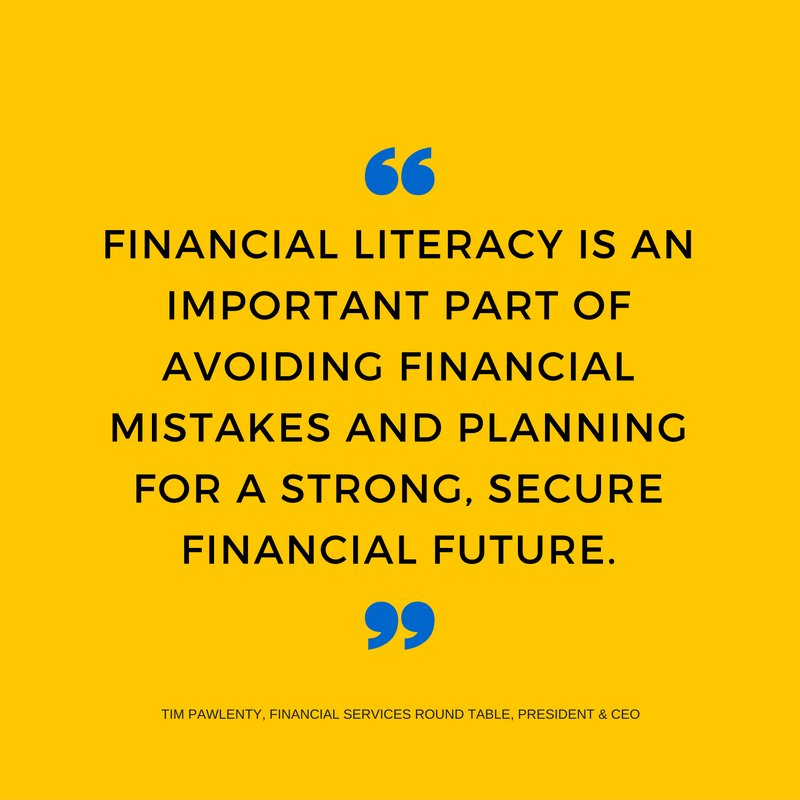 “
FINANCIAL LITERACY IS AN
IMPORTANT PART OF
AVOIDING FINANCIAL
MISTAKES AND PLANNING
FOR A STRONG, SECURE
FINANCIAL FUTURE.
”
TIM PAWLENTY, FINANCIAL SERVICES ROUND TABLE, PRESIDENT & CEO